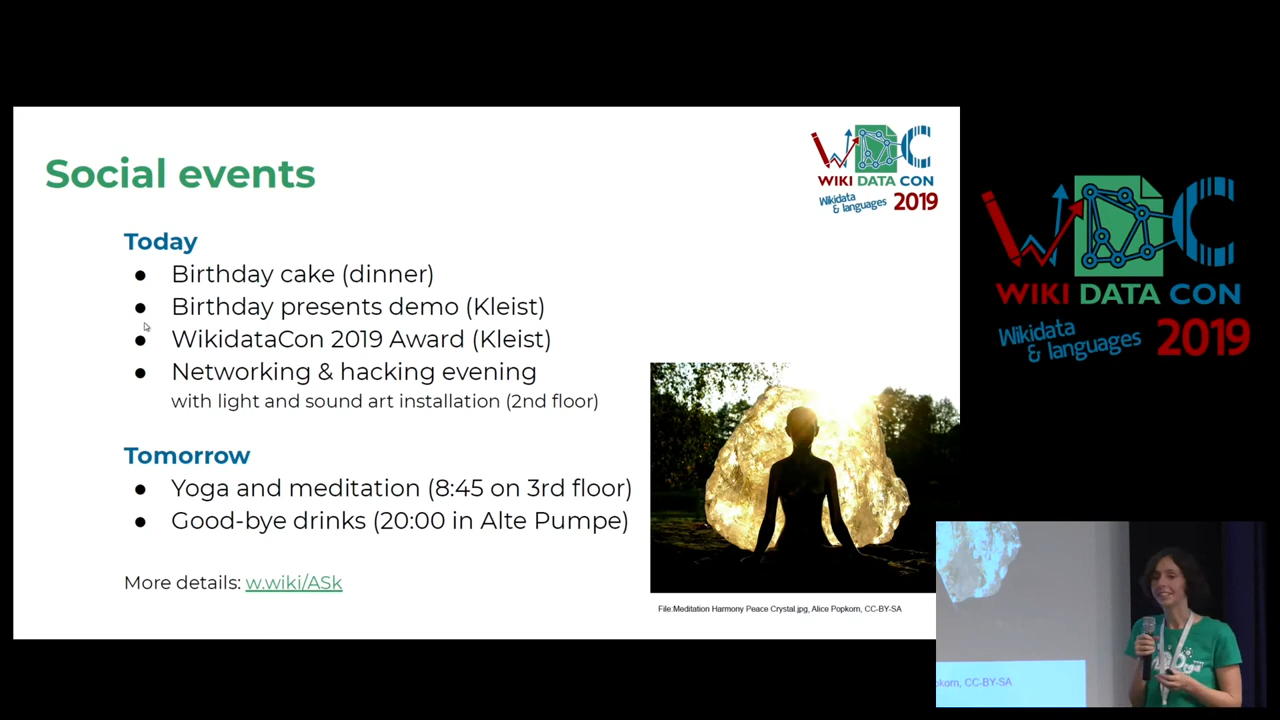 Social events
WIKI DATA CON
Wikidata
& languages 2019
Today
● Birthday cake (dinner)
● Birthday presents demo (Kleist)
● WikidataCon 2019 Award (Kleist)
● Networking & hacking evening
with light and sound art installation (2nd floor)
Tomorrow
● Yoga and meditation (8:45 on 3rd floor)
● Good-bye drinks (20:00 in Alte Pumpe)
More details: w.wiki/ASk
File:Meditation Harmony Peace Crystal.jpg, Alice Popkorn, CC-BY-SA
WIKI DATA CON
Wikidata
& languages 2019
CC-BY-SA